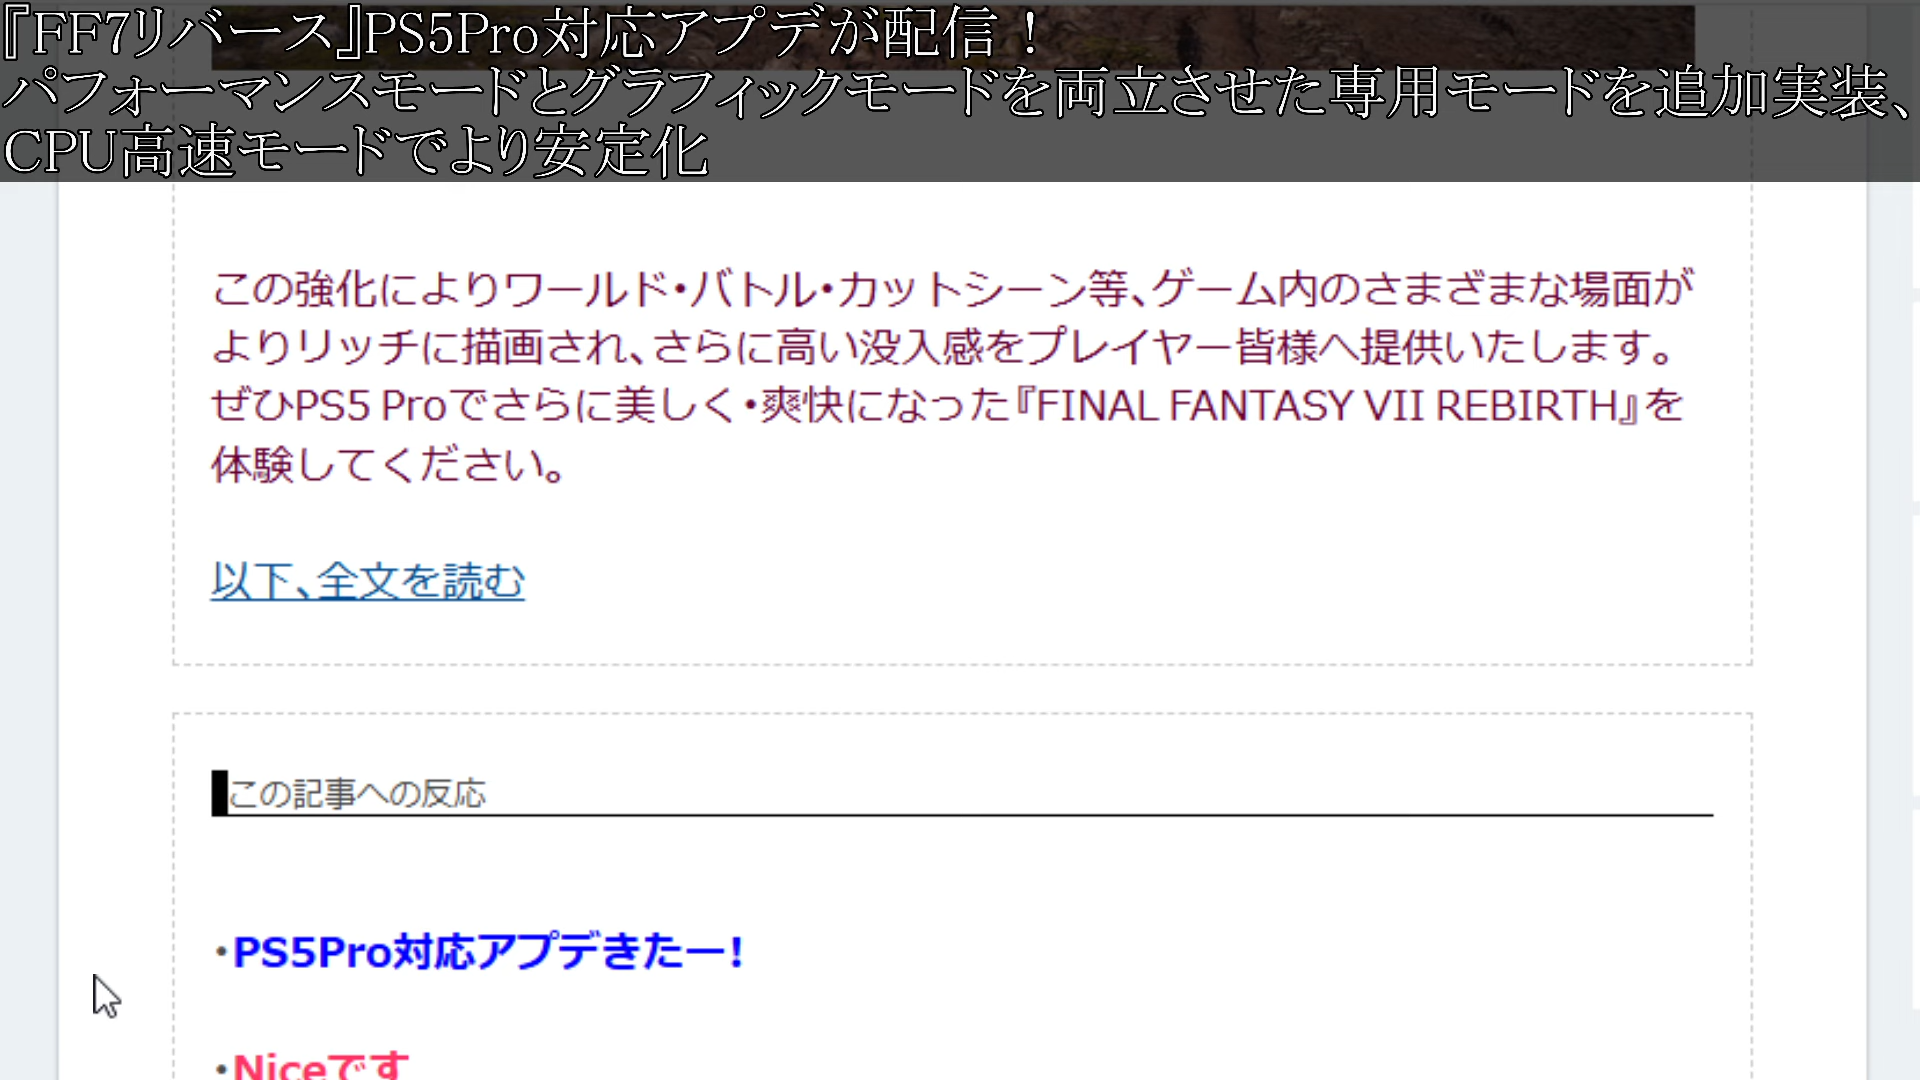 『FF7リバース』PS5Pro対応アプデが配信！
パフォーマンスモードとグラフィックモードを両立させた専用モードを追加実装、
CPU高速モードでより安定化
この強化によりワールド・バトル・カットシーン等、ゲーム内のさまざまな場面が
よりリッチに描画され、さらに高い没入感をプレイヤー皆様へ提供いたします。
ぜひPS5 Proでさらに美しく・爽快になった『FINAL FANTASY VII REBIRTH』を
体験してください。
以下、全文を読む
この記事への反応
・PS5Pro対応アプデきたー！
・Niceです